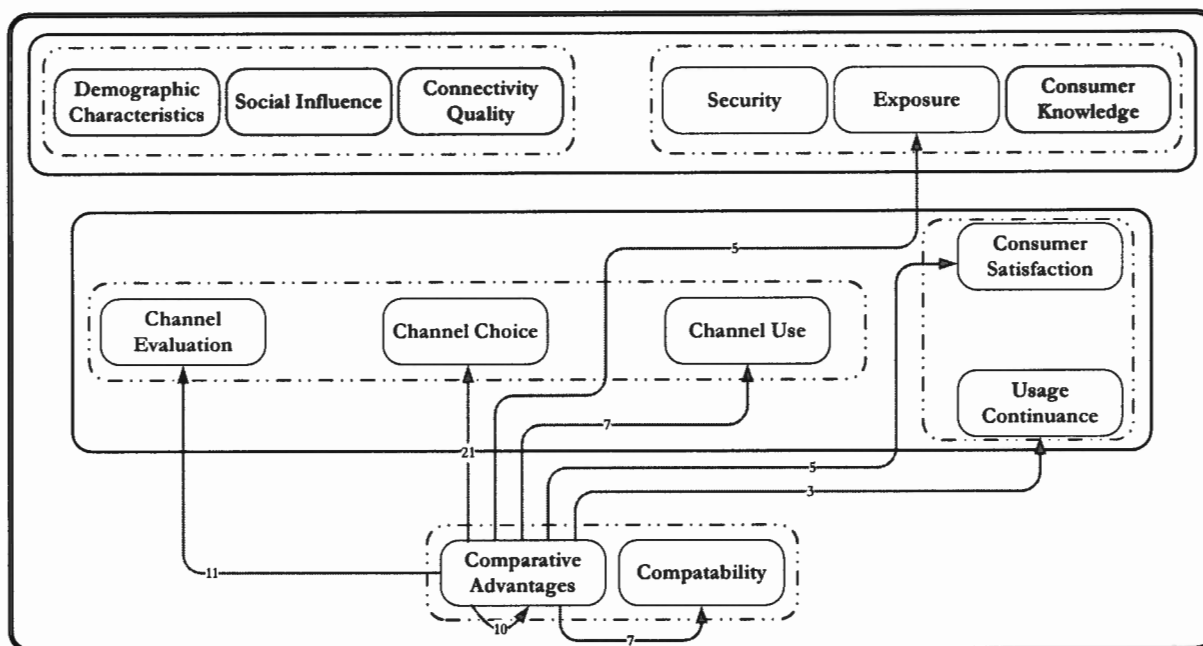 Demographic
Characteristics
Social Influence
Connectivity
Quality
Security
Exposure
Consumer
Knowledge
5
Consumer
Satisfaction
Channel
Evaluation
Channel Choice
Channel Use
Usage
Continuance
7
21
5
3
11
Comparative
Advantages
Compatability
10
7